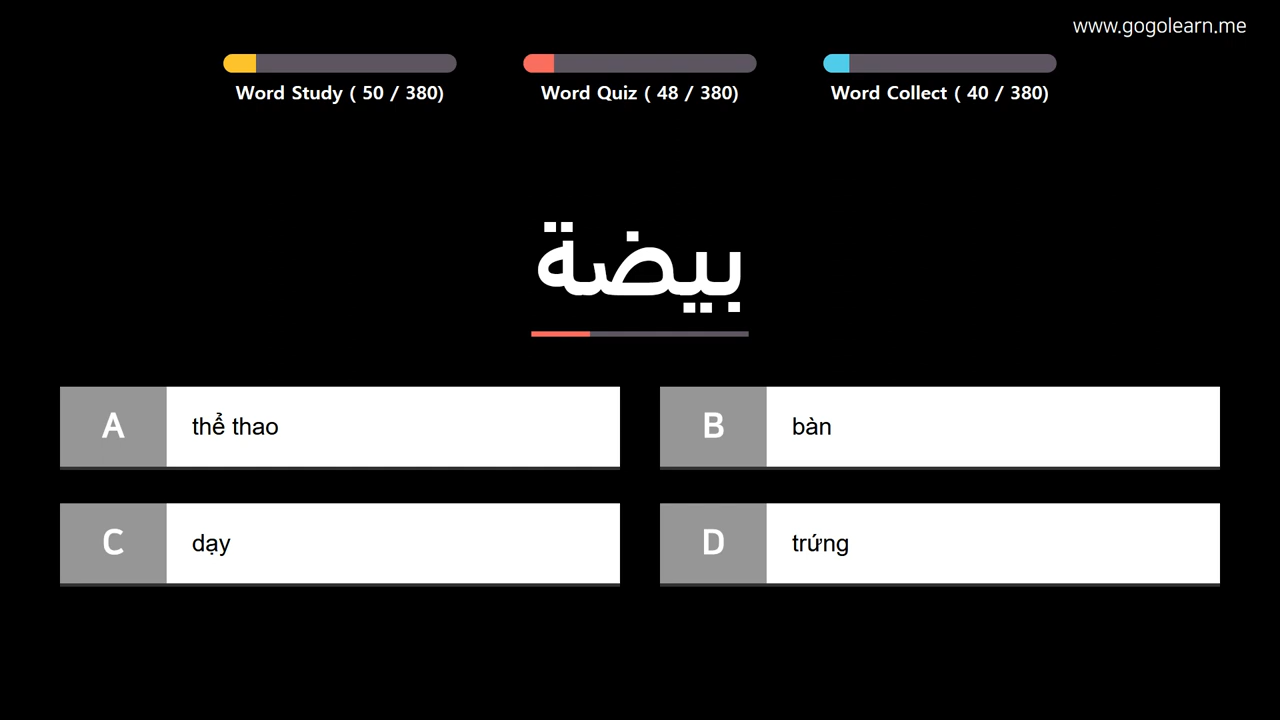 www.gogolearn.me
Word Study ( 50 / 380)
Word Quiz ( 48 / 380)
Word Collect ( 40 / 380)
بيضة
A thể thao
B bàn
C dạy
D trứng